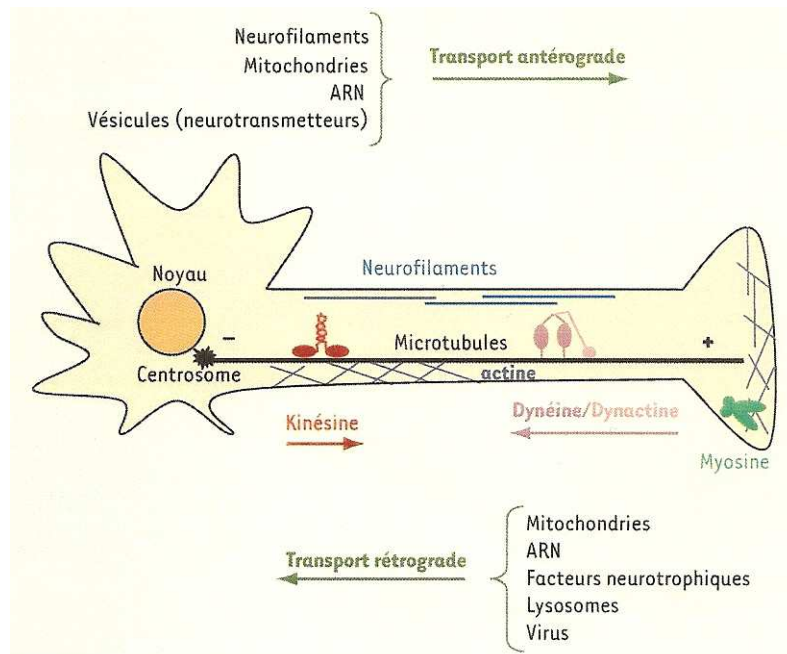 Neurofilaments
Mitochondries
ARN
Vésicules (neurotransmetteurs)
Transport antérograde
Noyau
Neurofilaments
−
Microtubules
+
Centrosome
actine
Kinésine
Dynéine/Dynactine
Myosine
Transport rétrograde
Mitochondries
ARN
Facteurs neurotrophiques
Lysosomes
Virus